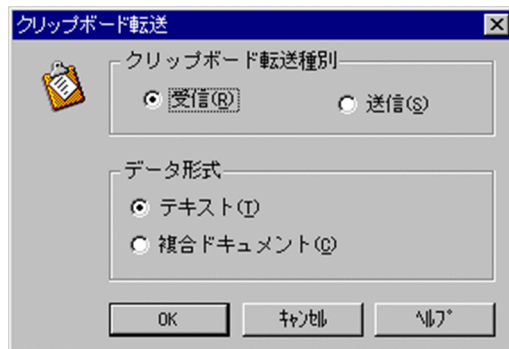 クリップボード転送
クリップボード転送種別
受信(R) 送信(S)
データ形式
テキスト(T)
複合ドキュメント(C)
OK ｷｬﾝｾﾙ ﾍﾙﾌﾟ